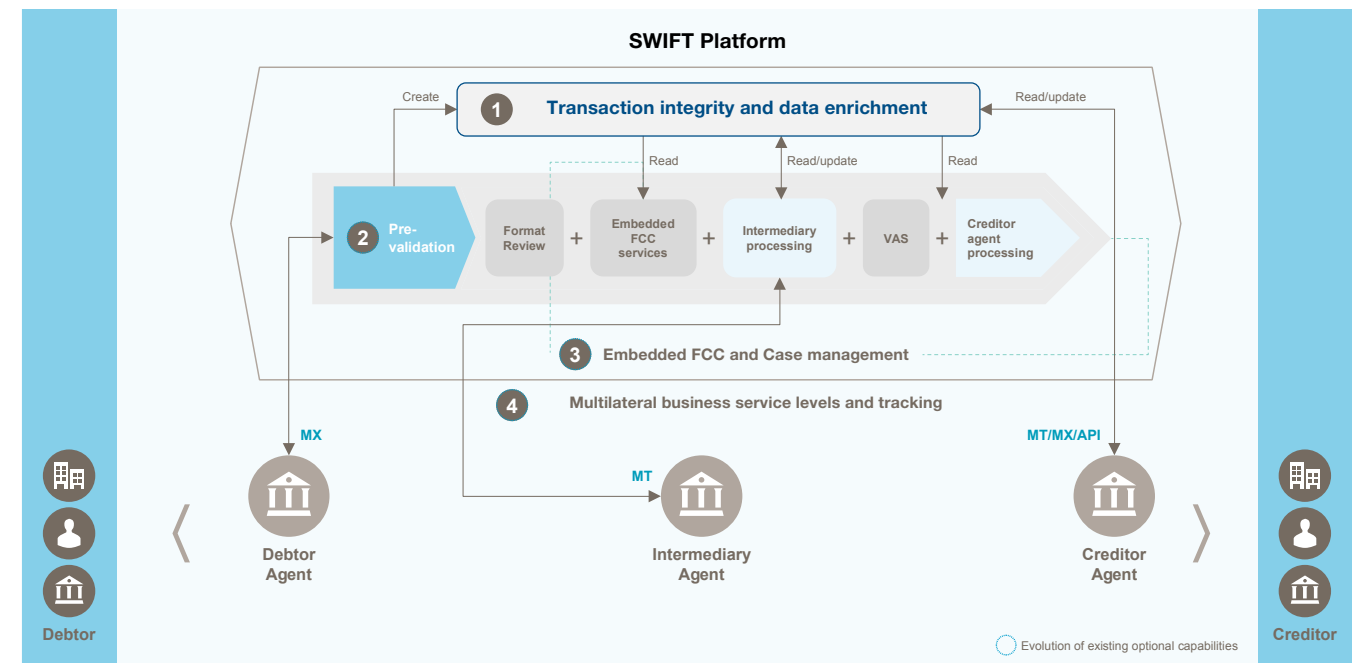 SWIFT Platform
Create
1
Transaction integrity and data enrichment
Read/update
Read
Read/update
Read
2
Pre-
validation
Format
Review
+
Embedded
FCC
services
+
Intermediary
processing
+
VAS
+
Creditor
agent
processing
3
Embedded FCC and Case management
4
Multilateral business service levels and tracking
MX
MT/MX/API
MT
Debtor
Agent
Intermediary
Agent
Creditor
Agent
Debtor
Creditor
Evolution of existing optional capabilities